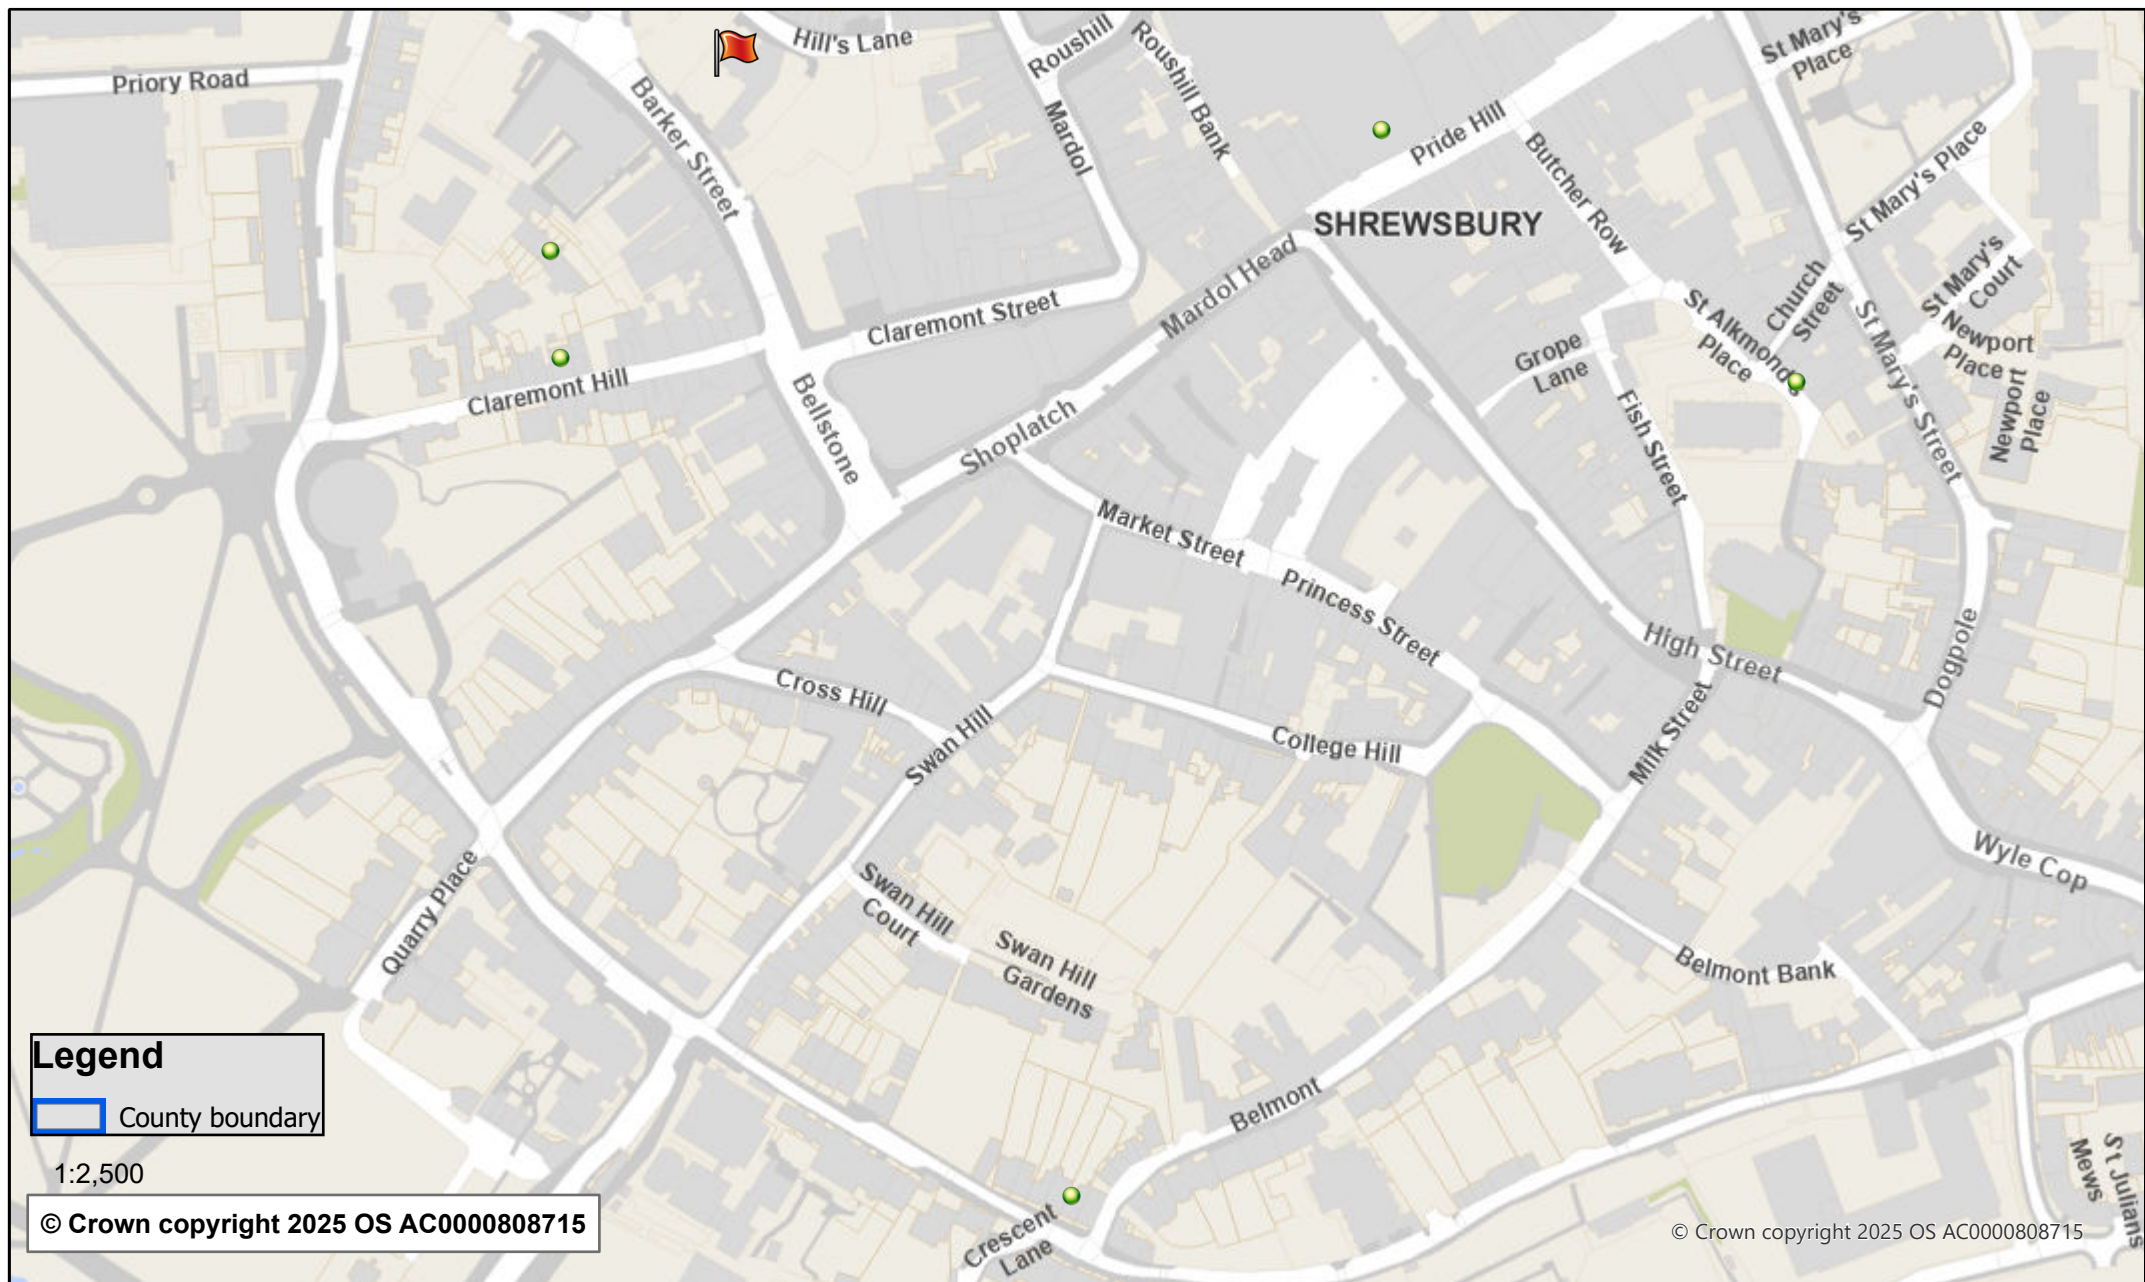 Hill's Lane
Roushill
Roushill Bank
St Mary's
Place
Priory Road
Barker Street
Mardol
Pride Hill
Butcher Row
St Mary's Place
SHREWSBURY
Mardol Head
Church
Street
St Mary's
Court
Claremont Street
St Alkmond's
Place
Grope
Lane
Newport
Place
St Mary's Street
Newport
Place
Claremont Hill
Bellstone
Shoplatch
Fish Street
Market Street
Princess Street
High Street
Dogpole
Cross Hill
Swan Hill
College Hill
Milk Street
Wyle Cop
Quarry Place
Swan Hill
Court
Swan Hill
Gardens
Belmont Bank
Belmont
Crescent
Lane
St Julians
Mews
Legend
County boundary
1:2,500
© Crown copyright 2025 OS AC0000808715
© Crown copyright 2025 OS AC0000808715